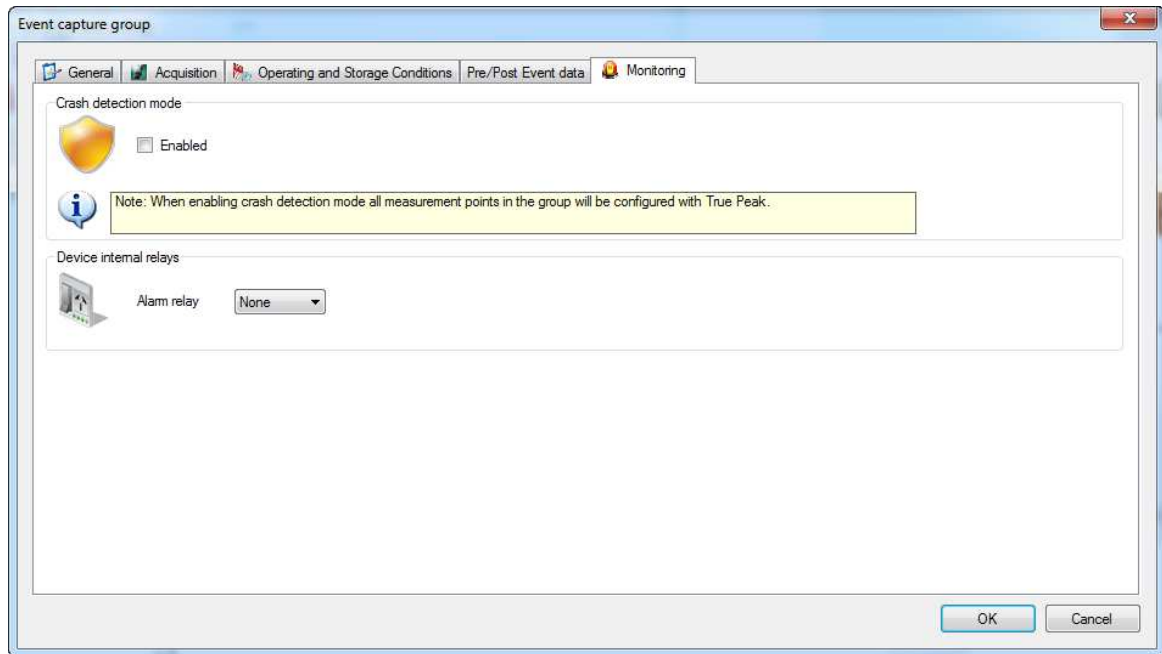 Event capture group
General Acquisition Operating and Storage Conditions Pre/Post Event data Monitoring
Crash detection mode
Enabled
Note: When enabling crash detection mode all measurement points in the group will be configured with True Peak.
Device internal relays
Alarm relay None
OK Cancel